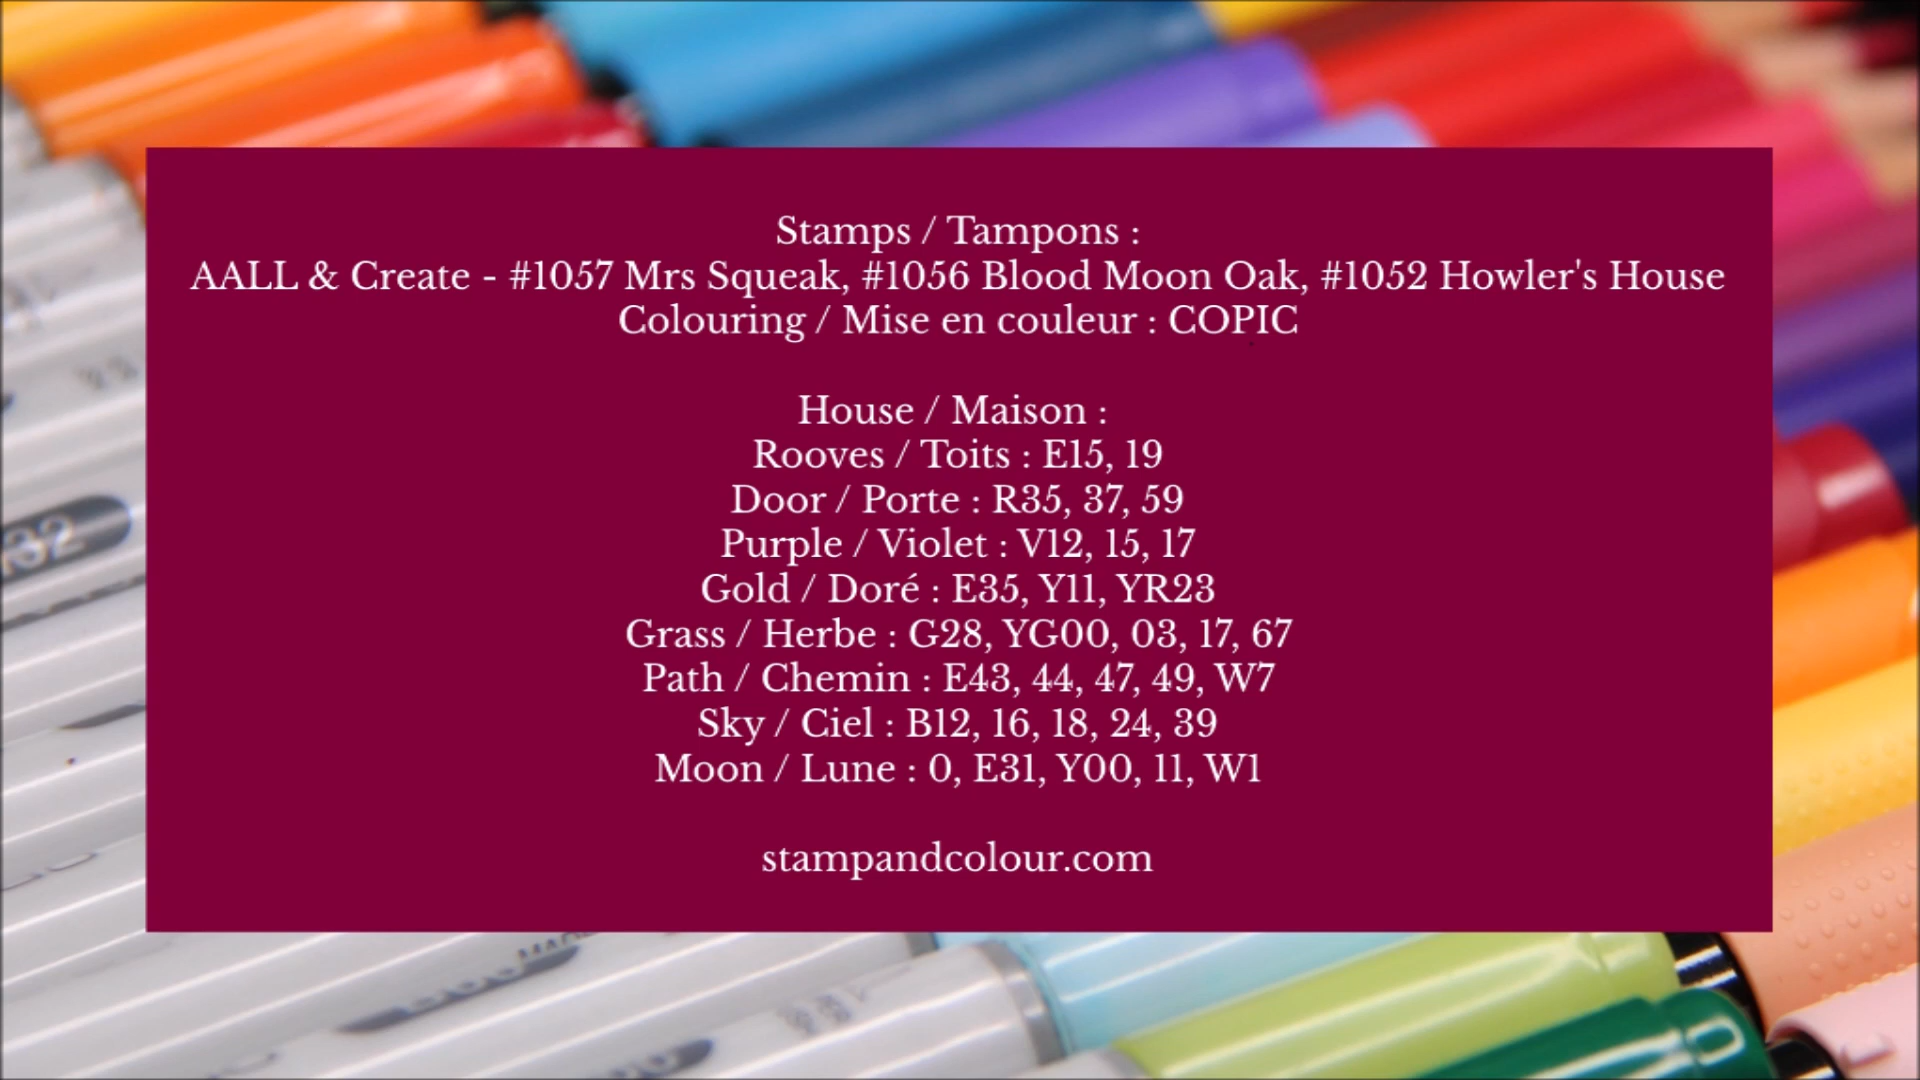 Stamps / Tampons :
AALL & Create - #1057 Mrs Squeak, #1056 Blood Moon Oak, #1052 Howler's House
Colouring / Mise en couleur : COPIC
House / Maison :
Rooves / Toits : E15, 19
Door / Porte : R35, 37, 59
Purple / Violet : V12, 15, 17
Gold / Doré : E35, Y11, YR23
Grass / Herbe : G28, YG00, 03, 17, 67
Path / Chemin : E43, 44, 47, 49, W7
Sky / Ciel : B12, 16, 18, 24, 39
Moon / Lune : 0, E31, Y00, 11, W1
stampandcolour.com